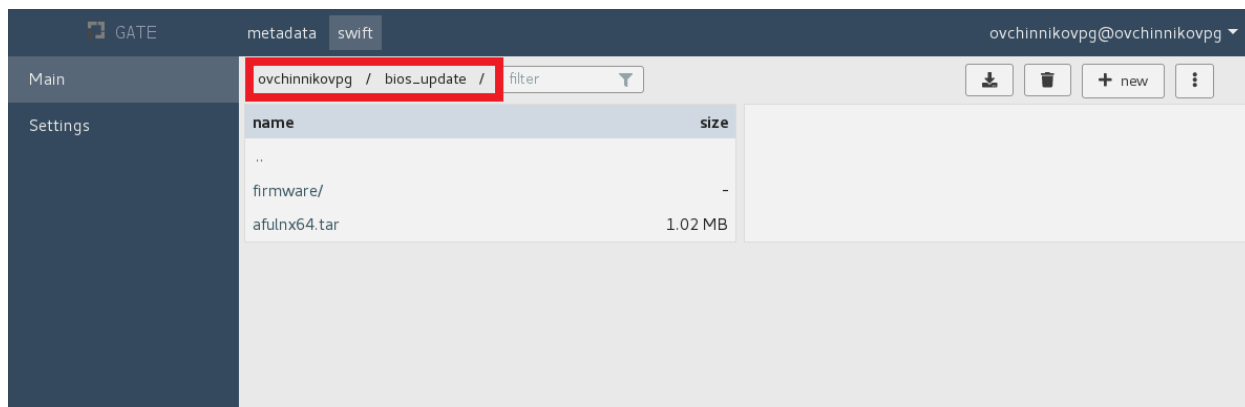 GATE metadata swift ovchinnikovpg@ovchinnikovpg
Main ovchinnikovpg / bios_update / filter + new
Settings name size
..
firmware/ -
afulnx64.tar 1.02 MB